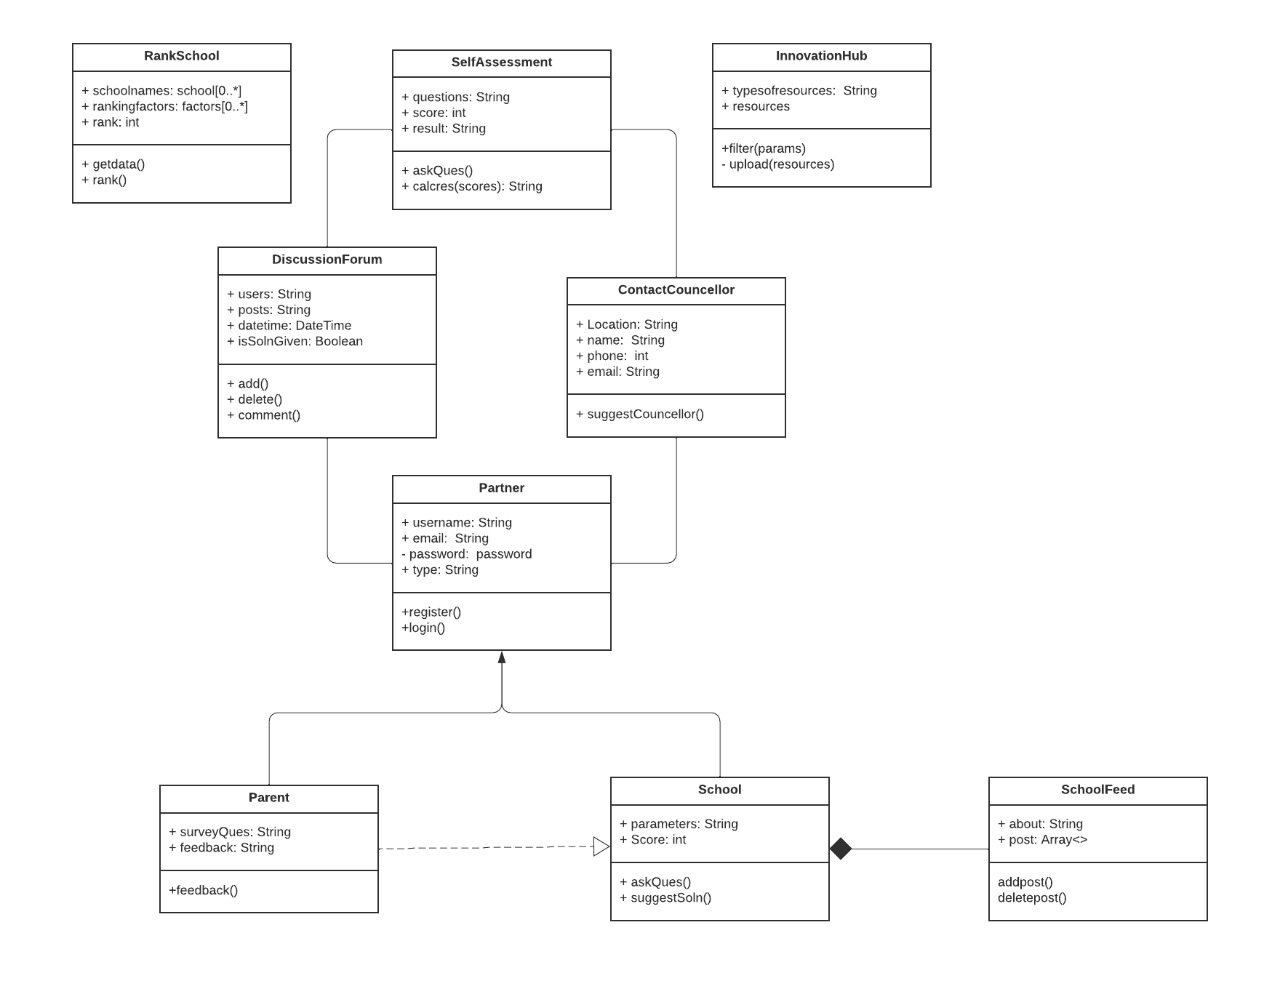 RankSchool
+ schoolnames: school[0..*]
+ rankingfactors: factors[0..*]
+ rank: int
+ getdata()
+ rank()
SelfAssessment
+ questions: String
+ score: int
+ result: String
+ askQues()
+ calcres(scores): String
InnovationHub
+ typesofresources: String
+ resources
+filter(params)
- upload(resources)
DiscussionForum
+ users: String
+ posts: String
+ datetime: DateTime
+ isSolnGiven: Boolean
+ add()
+ delete()
+ comment()
ContactCouncellor
+ Location: String
+ name: String
+ phone: int
+ email: String
+ suggestCouncellor()
Partner
+ username: String
+ email: String
- password: password
+ type: String
+register()
+login()
Parent
+ surveyQues: String
+ feedback: String
+feedback()
School
+ parameters: String
+ Score: int
+ askQues()
+ suggestSoln()
SchoolFeed
+ about: String
+ post: Array<>
addpost()
deletepost()